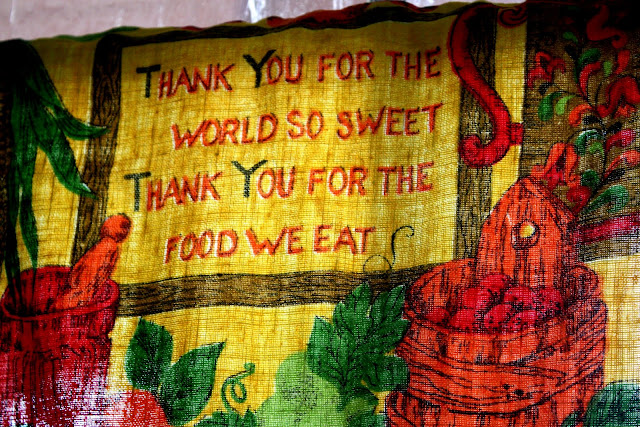 THANK YOU FOR THE
WORLD SO SWEET
THANK YOU FOR THE
FOOD WE EAT